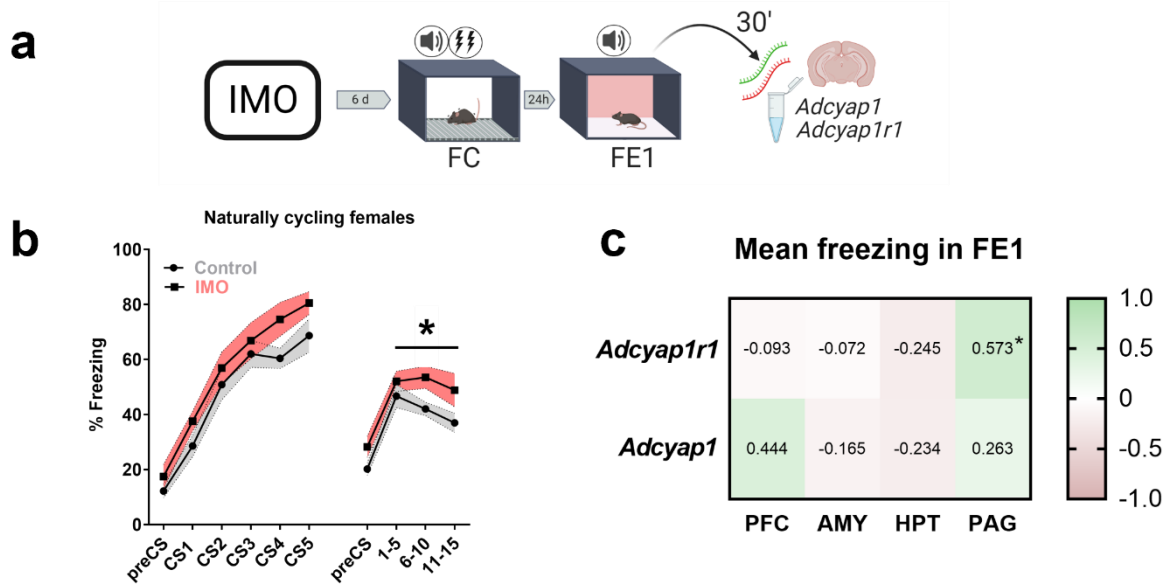 a
IMO
6 d
FC
24h
FE1
30'
Adcyap1
Adcyap1r1
b
Naturally cycling females
Control
IMO
% Freezing
100
80
60
40
20
0
*
preCS CS1 CS2 CS3 CS4 CS5 preCS 1-5 6-10 11-15
c
Mean freezing in FE1
Adcyap1r1 -0.093 -0.072 -0.245 0.573*
Adcyap1 0.444 -0.165 -0.234 0.263
PFC AMY HPT PAG
1.0
0.5
0
-0.5
-1.0